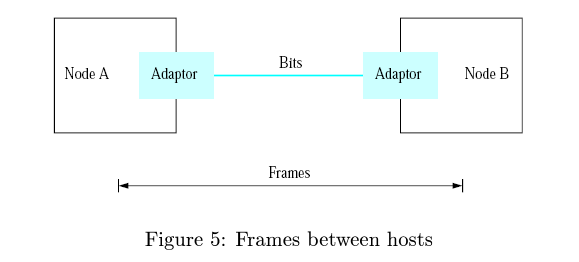 Bits
Node A
Adaptor
Adaptor
Node B
Frames
Figure 5: Frames between hosts